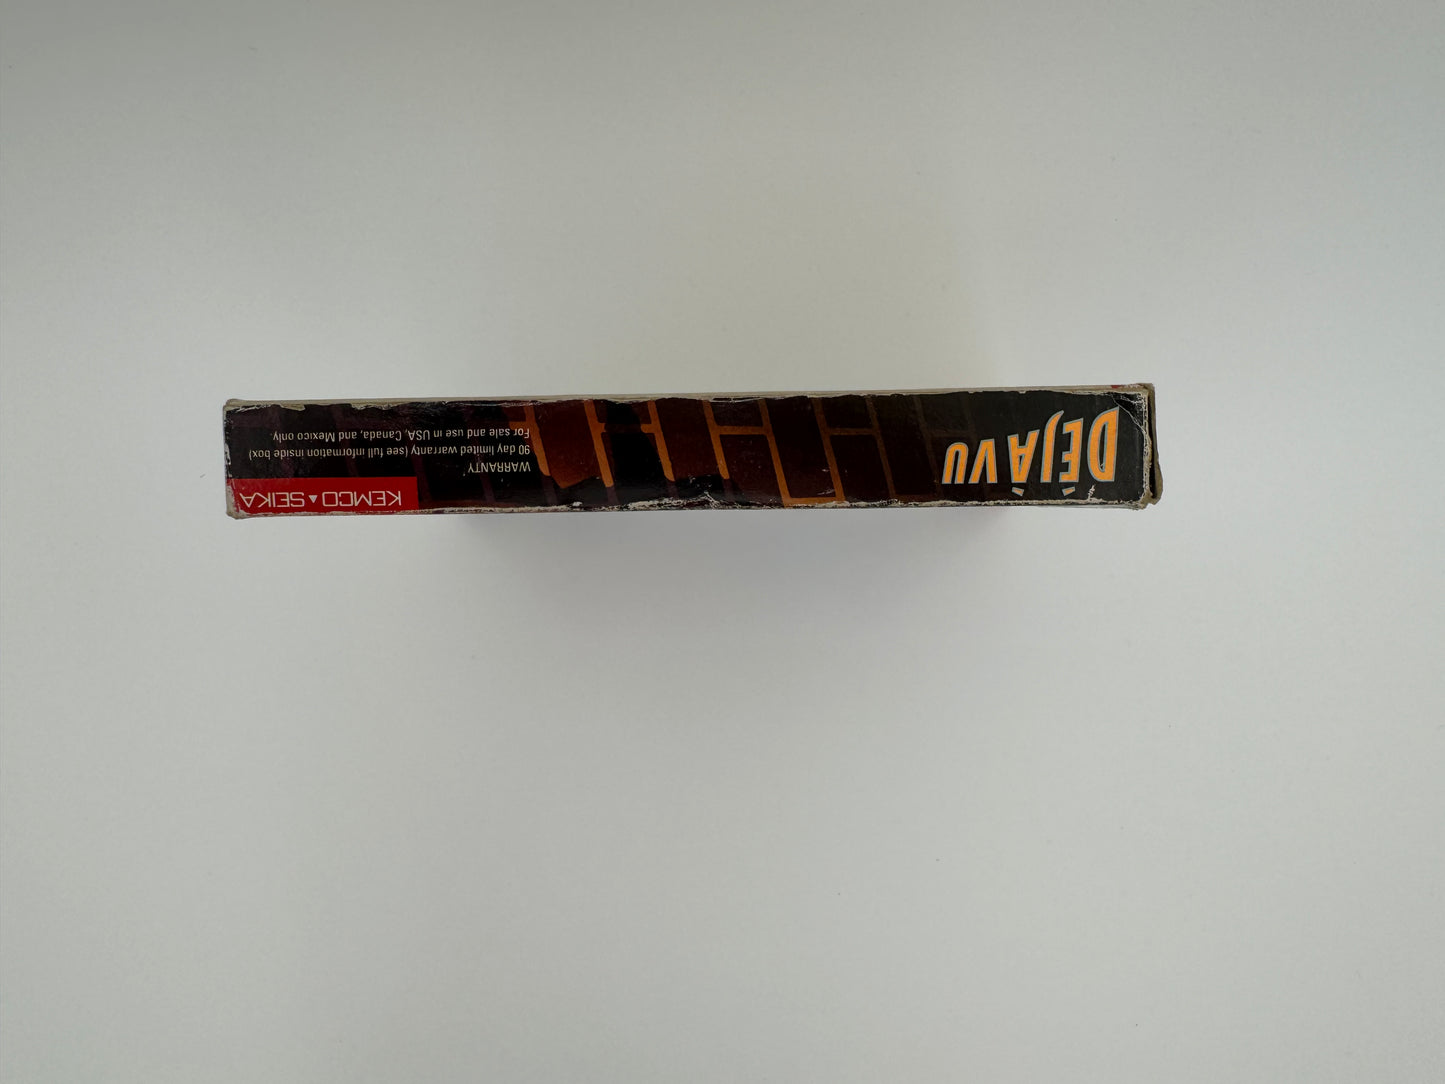 DÉJÀ VU
WARRANTY
90 day limited warranty (see full information inside box)
For sale and use in USA, Canada, and Mexico only.
KEMCO▲SEIKA